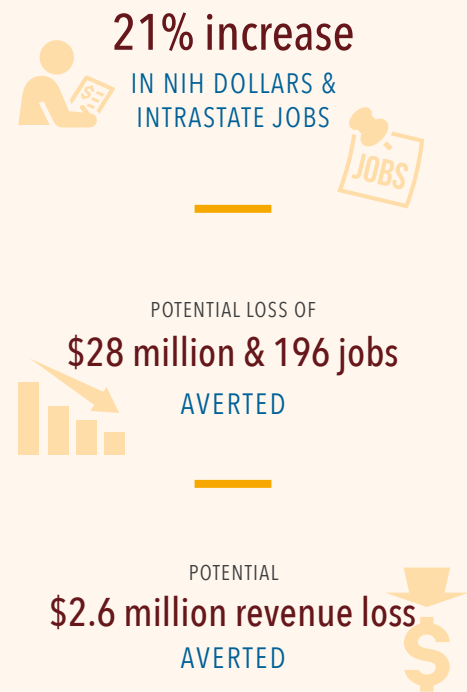 21% increase
IN NIH DOLLARS &
INTRASTATE JOBS
$
JOBS
POTENTIAL LOSS OF
$28 million & 196 jobs
AVERTED
POTENTIAL
$2.6 million revenue loss
AVERTED
$